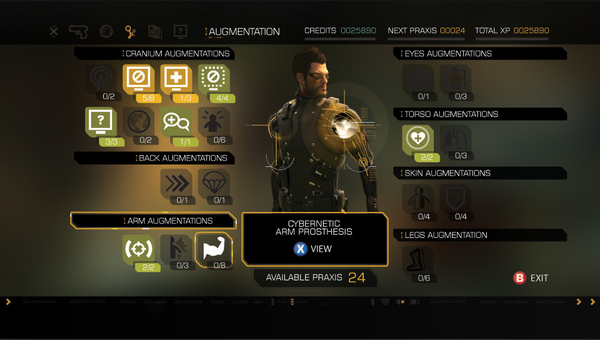 AUGMENTATION
CREDITS 0025890 NEXT PRAXIS 00024 TOTAL XP 0025890
CRANIUM AUGMENTATIONS
0/2 5/8 1/3 4/4
3/3 0/2 1/1 0/6
BACK AUGMENTATIONS
0/1 0/1
ARM AUGMENTATIONS
2/2 0/3 0/8
CYBERNETIC
ARM PROSTHESIS
X VIEW
AVAILABLE PRAXIS 24
EYES AUGMENTATIONS
0/1 0/1
TORSO AUGMENTATIONS
2/2 0/3
SKIN AUGMENTATIONS
0/4 0/4
LEGS AUGMENTATION
0/6
B EXIT